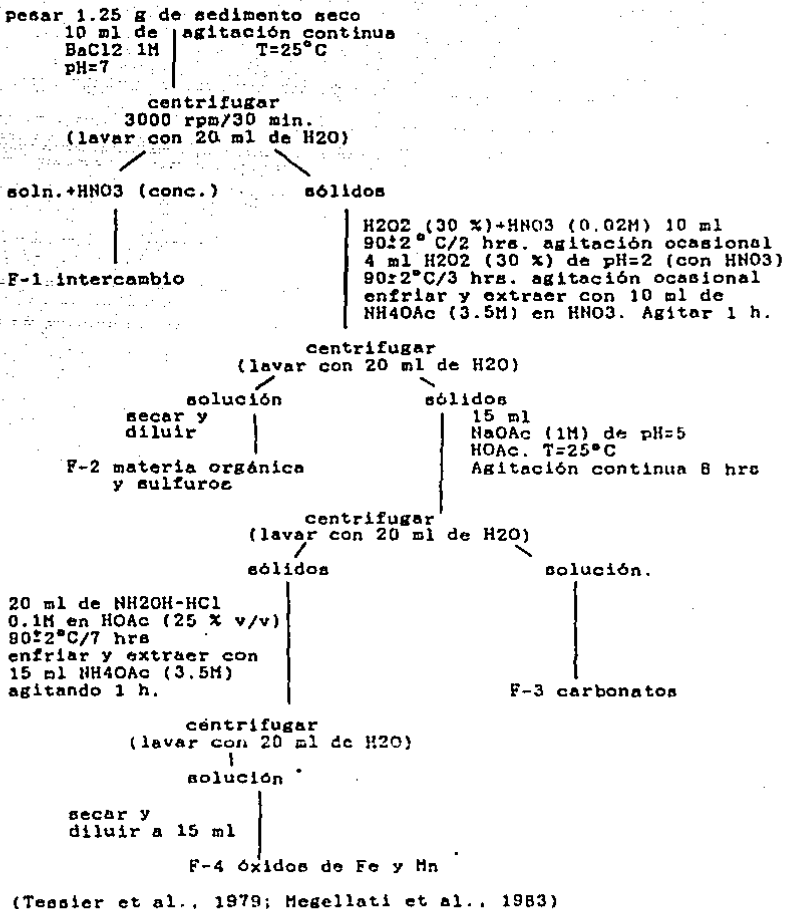 pesar 1.25 g de sedimento seco
10 ml de agitación continua
BaCl2 1M T=25°C
pH=7
centrifugar
3000 rpm/30 min.
(lavar con 20 ml de H2O)
soln.+HNO3 (conc.) sólidos
H2O2 (30 %)+HNO3 (0.02M) 10 ml
90±2°C/2 hrs. agitación ocasional
4 ml H2O2 (30 %) de pH=2 (con HNO3)
90±2°C/3 hrs. agitación ocasional
enfriar y extraer con 10 ml de
NH4OAc (3.5M) en HNO3. Agitar 1 h.
F-1 intercambio
centrifugar
(lavar con 20 ml de H2O)
solución sólidos
secar y
diluir
15 ml
NaOAc (1M) de pH=5
HOAc. T=25°C
Agitación continua 8 hrs
F-2 materia orgánica
y sulfuros
centrifugar
(lavar con 20 ml de H2O)
sólidos solución.
20 ml de NH2OH-HCl
0.1M en HOAc (25 % v/v)
90±2°C/7 hrs
enfriar y extraer con
15 ml NH4OAc (3.5M)
agitando 1 h.
F-3 carbonatos
centrifugar
(lavar con 20 ml de H2O)
solución
secar y
diluir a 15 ml
F-4 óxidos de Fe y Mn
(Tessier et al., 1979; Megellati et al., 1983)